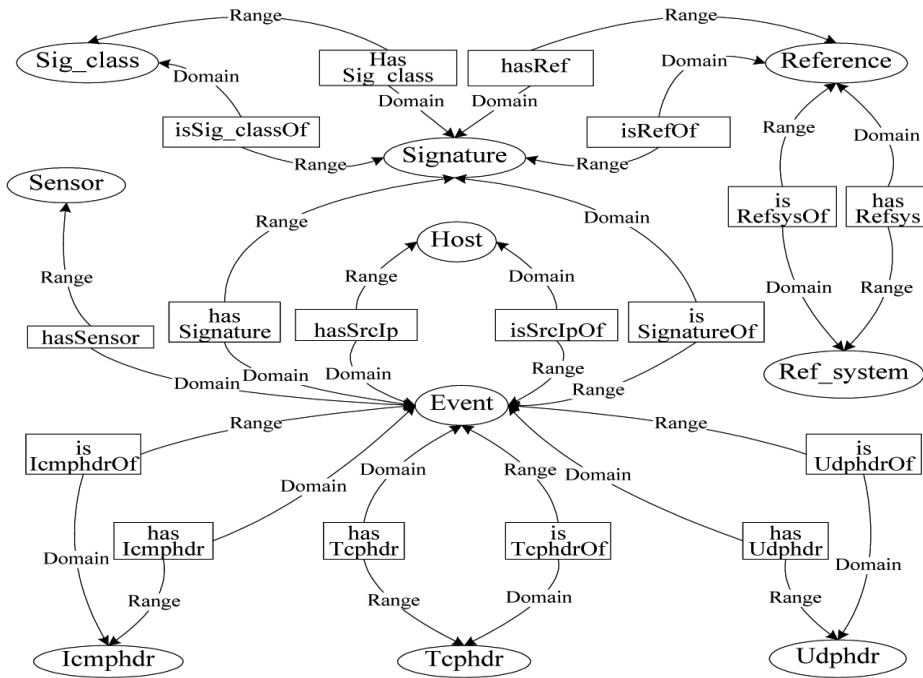 Range
Range
Sig_class
Has
Sig_class
hasRef
Reference
Domain
Domain
Domain
Domain
isSig_classOf
isRefOf
Range
Signature
Range
Range
Domain
Sensor
is
RefsysOf
has
Refsys
Range
Domain
Host
Range
Range
Domain
has
Signature
hasSrcIp
isSrcIpOf
is
SignatureOf
hasSensor
Domain
Range
Domain
Domain
Range
Domain
Range
Ref_system
Event
Range
Range
is
IcmphdrOf
is
UdphdrOf
Domain
Range
Domain
Domain
has
Icmphdr
has
Tcphdr
is
TcphdrOf
has
Udphdr
Domain
Domain
Range
Range
Domain
Range
Icmphdr
Tcphdr
Udphdr